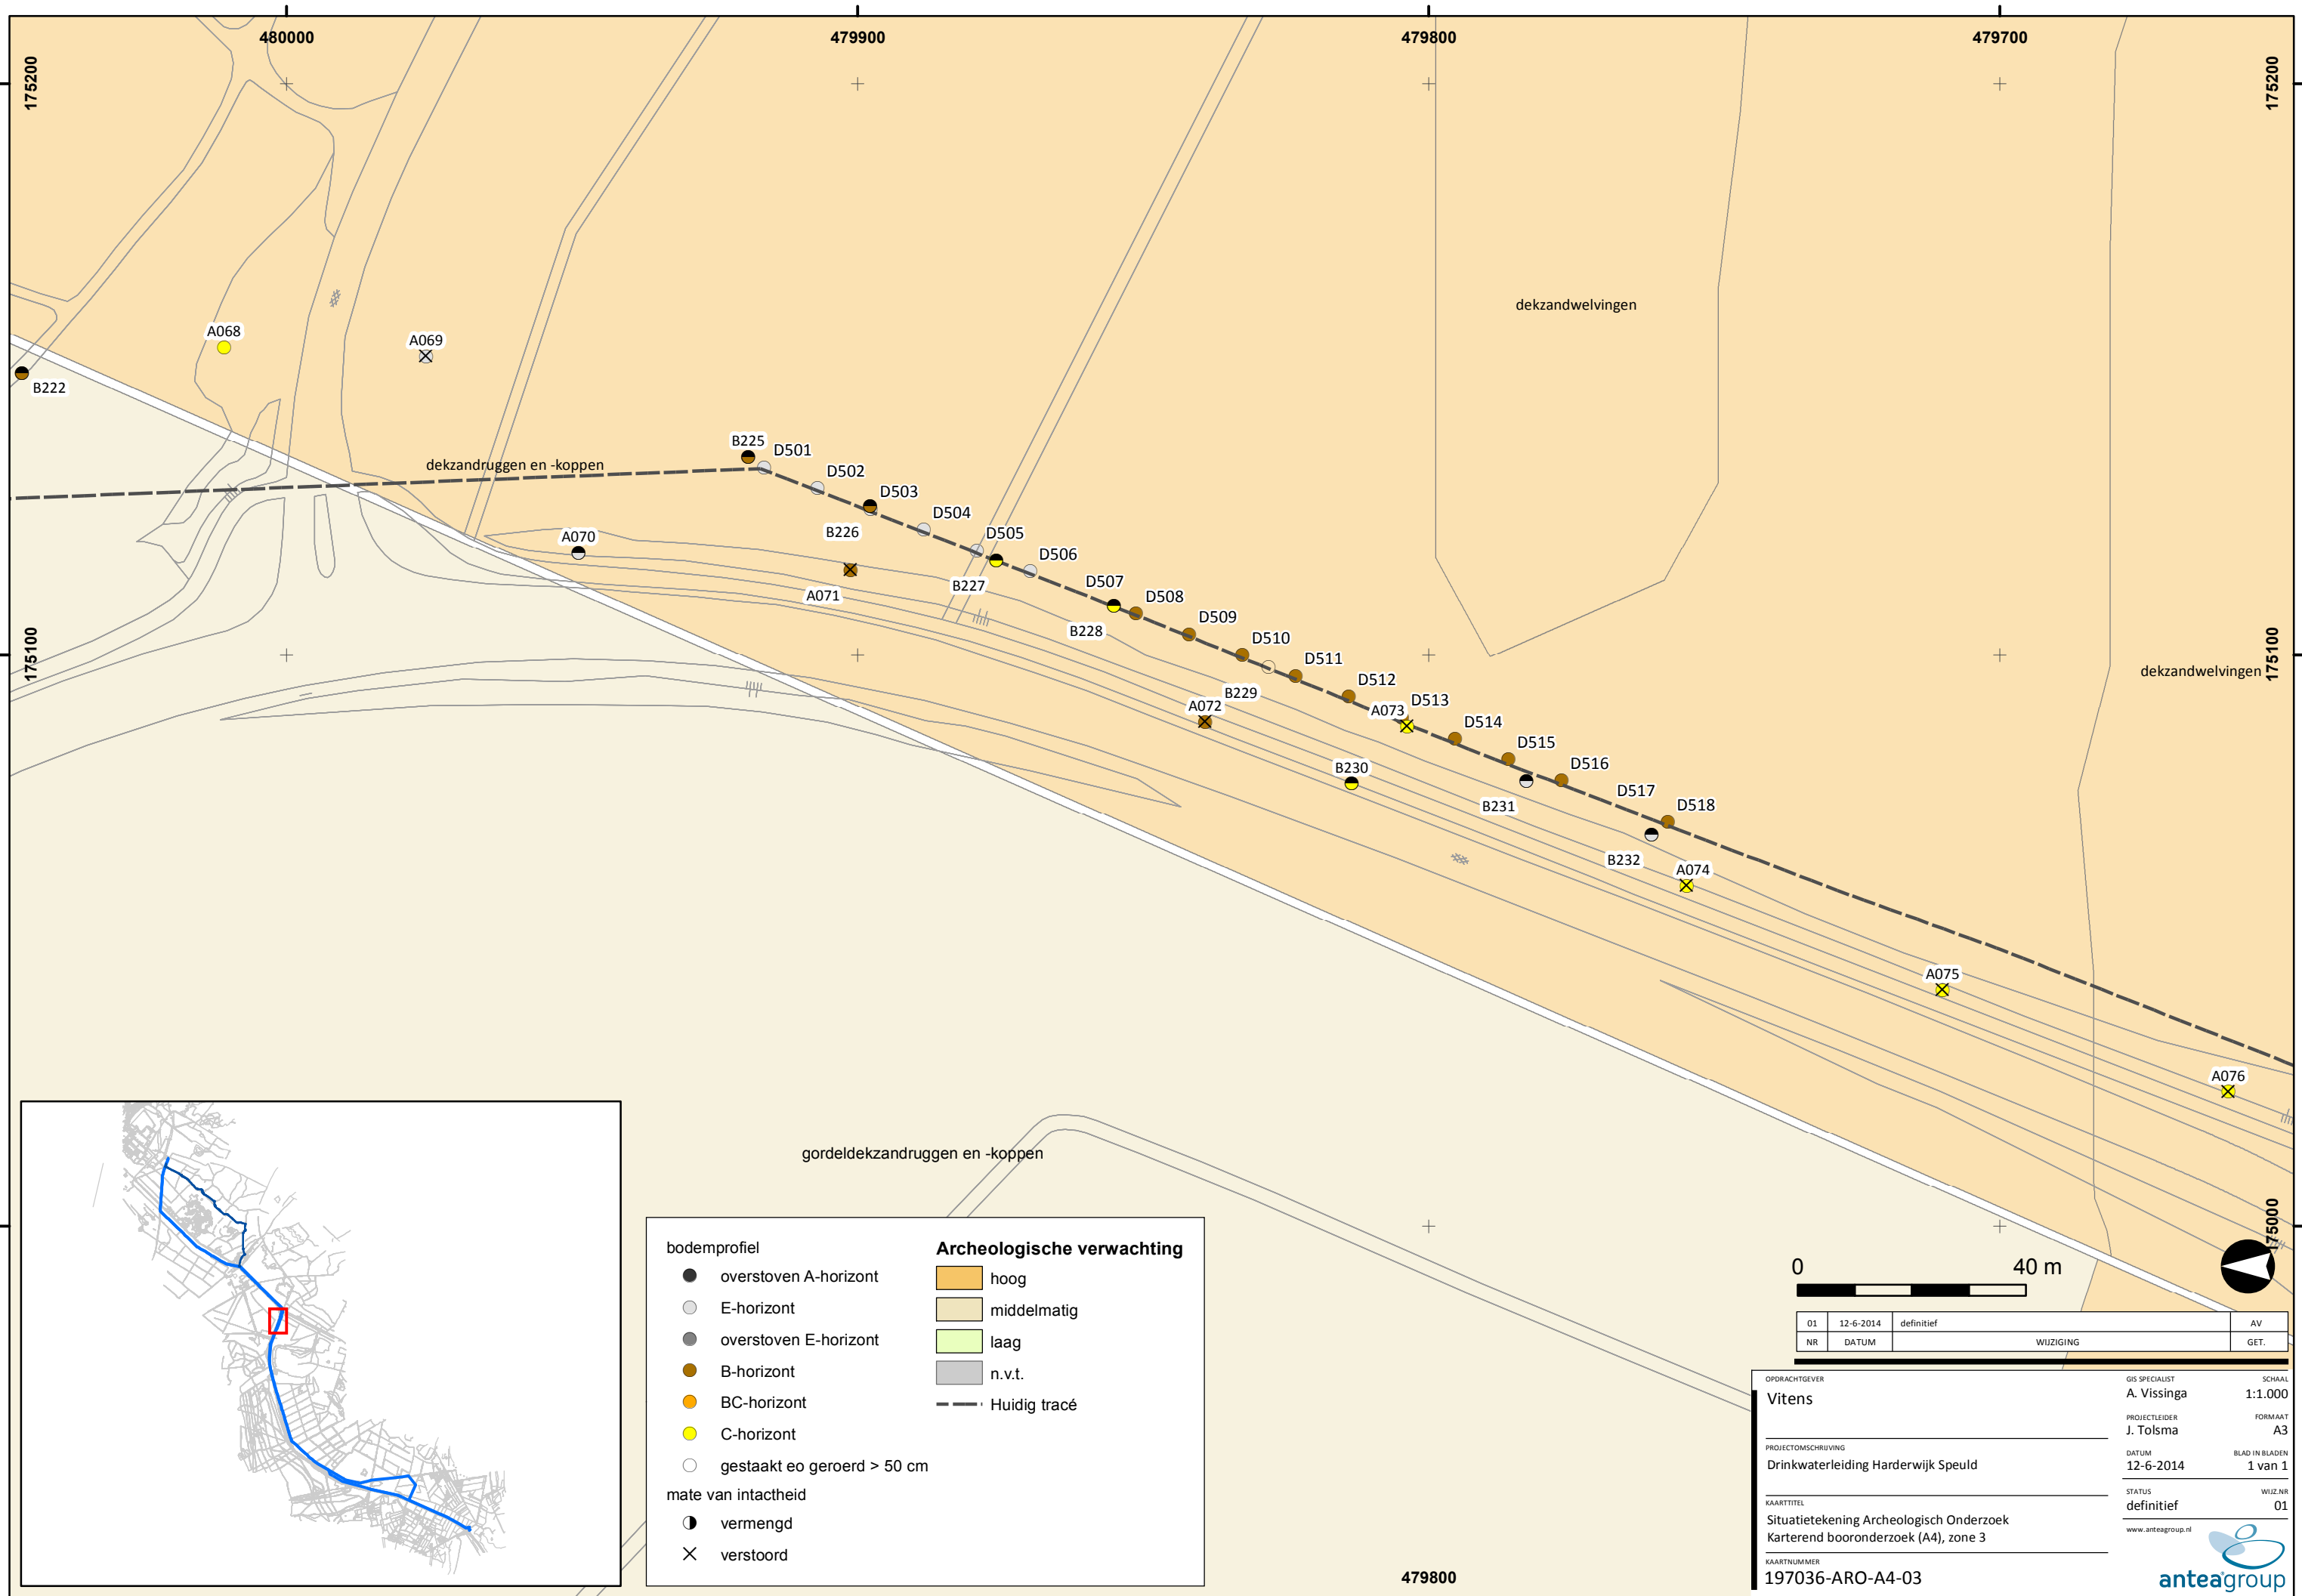 480000
479900
479800
479700
175200
175200
dekzandwelvingen
A068
A069
B222
B225
D501
dekzandruggen en -koppen
D502
D503
D504
B226
A070
D505
D506
B227
A071
D507
D508
D509
B228
D510
175100
175100
D511
dekzandwelvingen
D512
B229
D513
A072
A073
D514
D515
D516
B230
D517
B231
D518
B232
A074
A075
A076
gordeldekzandruggen en -koppen
175000
bodemprofiel
overstoven A-horizont
E-horizont
overstoven E-horizont
B-horizont
BC-horizont
C-horizont
gestaakt eo geroerd > 50 cm
mate van intactheid
vermengd
verstoord
Archeologische verwachting
hoog
middelmatig
laag
n.v.t.
Huidig tracé
479800
0 40 m
01 12-6-2014 definitief AV
NR DATUM WIJZIGING GET.
OPDRACHTGEVER
Vitens
PROJECTOMSCHRIJVING
Drinkwaterleiding Harderwijk Speuld
KAARTTITEL
Situatietekening Archeologisch Onderzoek
Karterend booronderzoek (A4), zone 3
KAARTNUMMER
197036-ARO-A4-03
GIS SPECIALIST SCHAAL
A. Vissinga 1:1.000
PROJECTLEIDER FORMAAT
J. Tolsma A3
DATUM BLAD IN BLADEN
12-6-2014 1 van 1
STATUS WIJZ.NR
definitief 01
www.anteagroup.nl
anteagroup